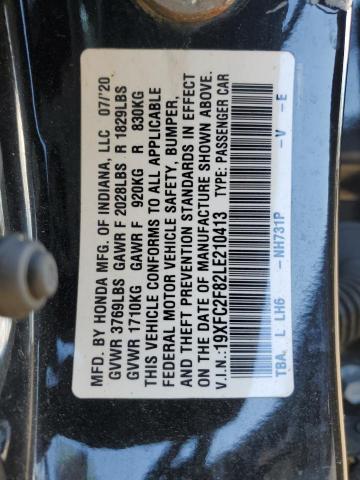 MFD. BY HONDA MFG. OF INDIANA, LLC 07/'20
GVWR 3769LBS GAWR F 2028LBS R 1829LBS
GVWR 1710KG GAWR F 920KG R 830KG
THIS VEHICLE CONFORMS TO ALL APPLICABLE
FEDERAL MOTOR VEHICLE SAFETY, BUMPER,
AND THEFT PREVENTION STANDARDS IN EFFECT
ON THE DATE OF MANUFACTURE SHOWN ABOVE.
V.I.N.:19XFC2F82LE210413 TYPE: PASSENGER CAR
TBA, L LH6 -NH731P -V -E